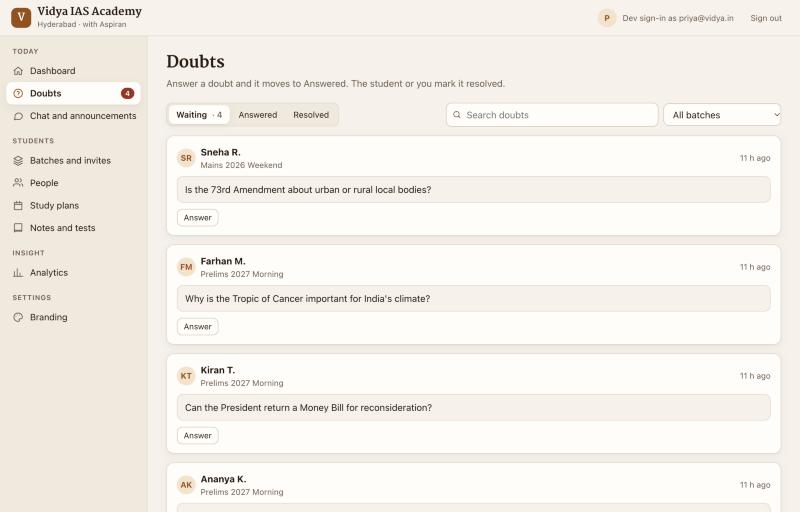 V
Vidya IAS Academy
Hyderabad · with Aspiran
P
Dev sign-in as priya@vidya.in
Sign out
TODAY
Dashboard
Doubts
4
Chat and announcements
STUDENTS
Batches and invites
People
Study plans
Notes and tests
INSIGHT
Analytics
SETTINGS
Branding
Doubts
Answer a doubt and it moves to Answered. The student or you mark it resolved.
Waiting · 4
Answered
Resolved
Search doubts
All batches
SR
Sneha R.
Mains 2026 Weekend
11 h ago
Is the 73rd Amendment about urban or rural local bodies?
Answer
FM
Farhan M.
Prelims 2027 Morning
11 h ago
Why is the Tropic of Cancer important for India's climate?
Answer
KT
Kiran T.
Prelims 2027 Morning
11 h ago
Can the President return a Money Bill for reconsideration?
Answer
AK
Ananya K.
Prelims 2027 Morning
11 h ago